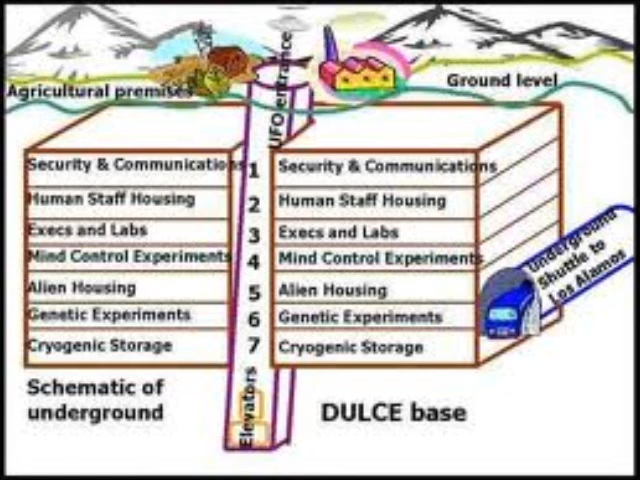 UFO entrance
Ground level
Agricultural premises
Security & Communications 1 Security & Communications
Human Staff Housing 2 Human Staff Housing
Execs and Labs 3 Execs and Labs
Mind Control Experiments 4 Mind Control Experiments
Alien Housing 5 Alien Housing
Genetic Experiments 6 Genetic Experiments
Cryogenic Storage 7 Cryogenic Storage
Underground
Shuttle to
Los Alamos
Elevators
Schematic of
underground
DULCE base